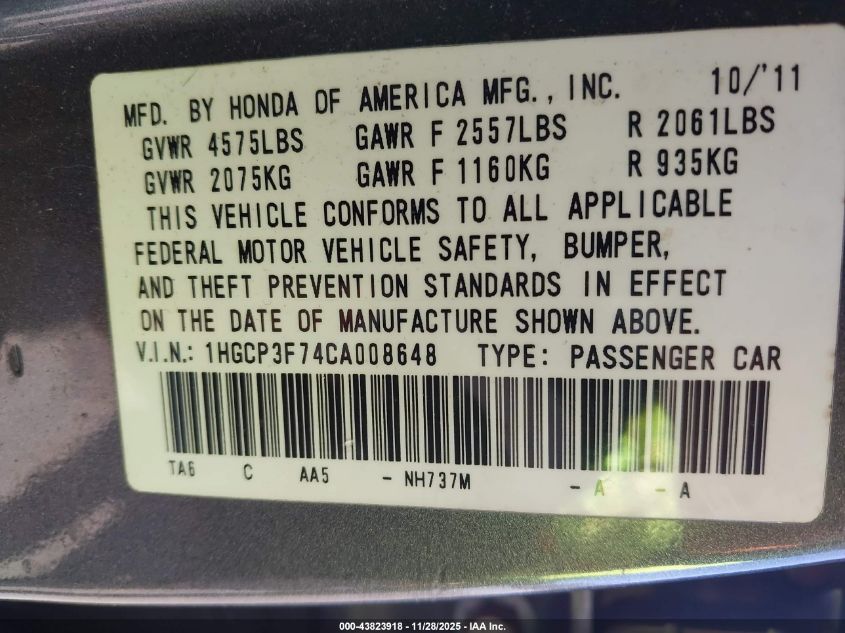 MFD. BY HONDA OF AMERICA MFG., INC. 10/'11
GVWR 4575LBS GAWR F 2557LBS R 2061LBS
GVWR 2075KG GAWR F 1160KG R 935KG
THIS VEHICLE CONFORMS TO ALL APPLICABLE
FEDERAL MOTOR VEHICLE SAFETY, BUMPER,
AND THEFT PREVENTION STANDARDS IN EFFECT
ON THE DATE OF MANUFACTURE SHOWN ABOVE.
V.I.N.: 1HGCP3F74CA008648 TYPE: PASSENGER CAR
TA6 C AA5 - NH737M - A - A
000-43823918 - 11/28/2025 - IAA Inc.